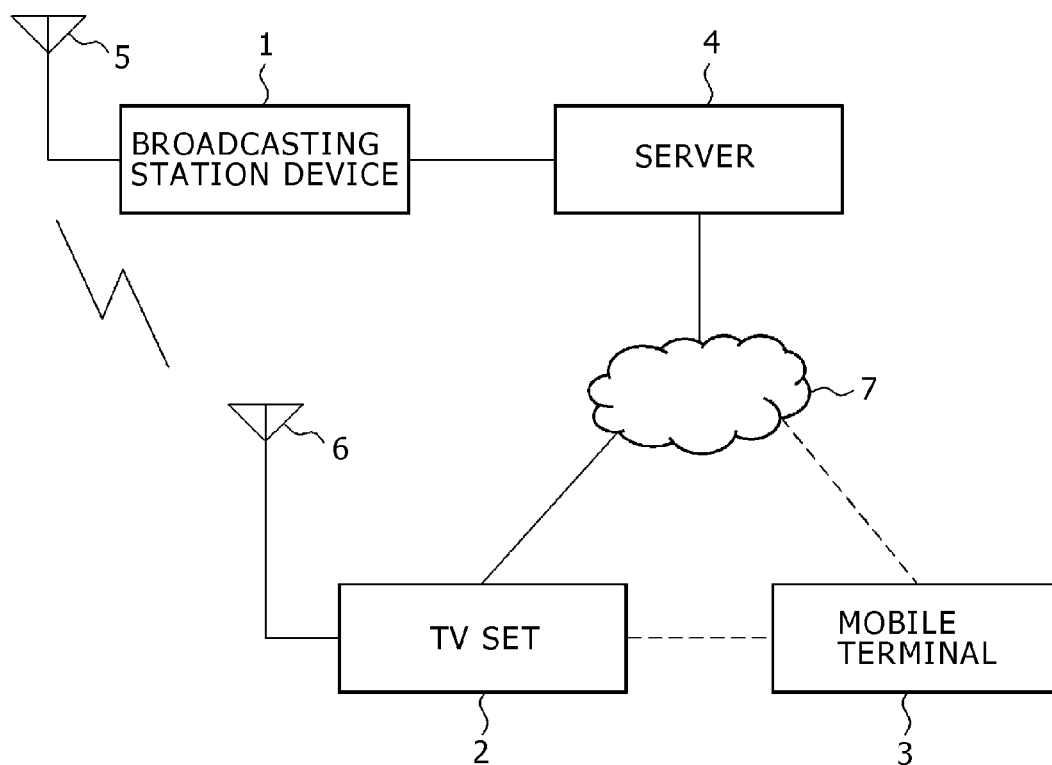 5
1
4
BROADCASTING
STATION DEVICE
SERVER
7
6
TV SET
MOBILE
TERMINAL
2
3